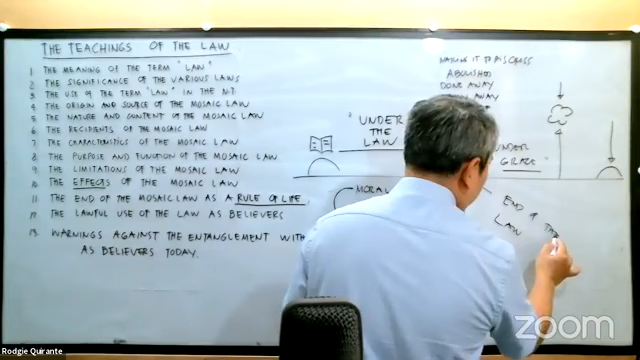 THE TEACHINGS OF THE LAW
1 THE MEANING OF THE TERM "LAW"
2 THE SIGNIFICANCE OF THE VARIOUS LAWS
3 THE USE OF THE TERM "LAW" IN THE N.T.
4 THE ORIGIN AND SOURCE OF THE MOSAIC LAW
5 THE NATURE AND CONTENT OF THE MOSAIC LAW
6 THE RECIPIENTS OF THE MOSAIC LAW
7 THE CHARACTERISTICS OF THE MOSAIC LAW
8 THE PURPOSE AND FUNCTION OF THE MOSAIC LAW
9 THE LIMITATIONS OF THE MOSAIC LAW
10 THE EFFECTS OF THE MOSAIC LAW
11 THE END OF THE MOSAIC LAW AS A RULE OF LIFE
12 THE LAWFUL USE OF THE LAW AS BELIEVERS
13 WARNINGS AGAINST THE ENTANGLEMENT WITH
AS BELIEVERS TODAY.
"UNDER
THE
LAW
MORAL
ABOLISHED
DONE AWAY
AWAY
UNDER
GRACE"
END OF THE
LAW
Rodgie Quirante
zoom